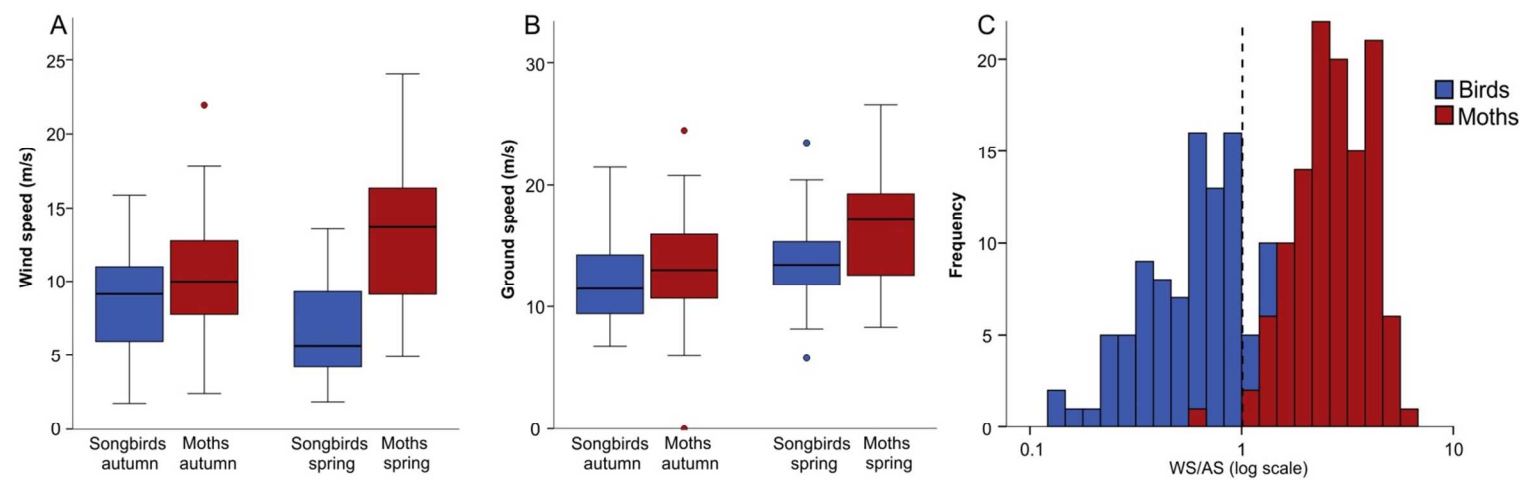 A
Wind speed (m/s)
25
20
15
10
5
0
Songbirds autumn
Moths autumn
Songbirds spring
Moths spring
B
Ground speed (m/s)
30
20
10
0
Songbirds autumn
Moths autumn
Songbirds spring
Moths spring
C
Frequency
20
15
10
5
0
0.1
1
10
WS/AS (log scale)
Birds
Moths